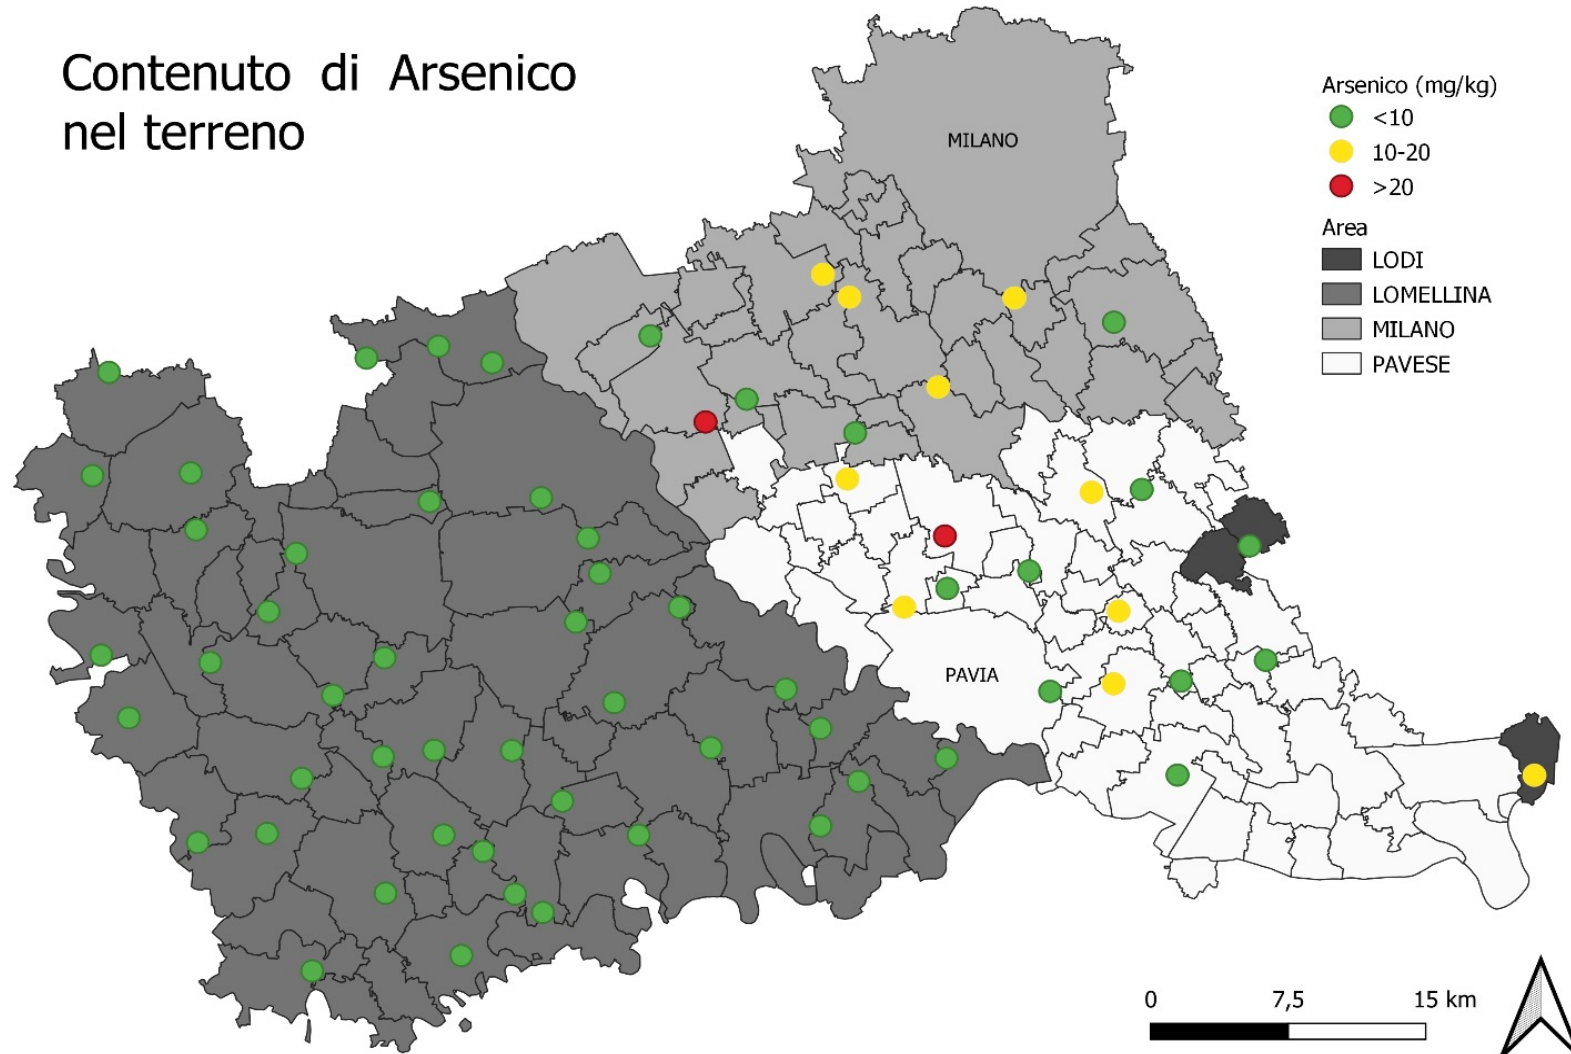 Contenuto di Arsenico
nel terreno
MILANO
PAVIA
Arsenico (mg/kg)
<10
10-20
>20
Area
LODI
LOMELLINA
MILANO
PAVESE
0 7,5 15 km